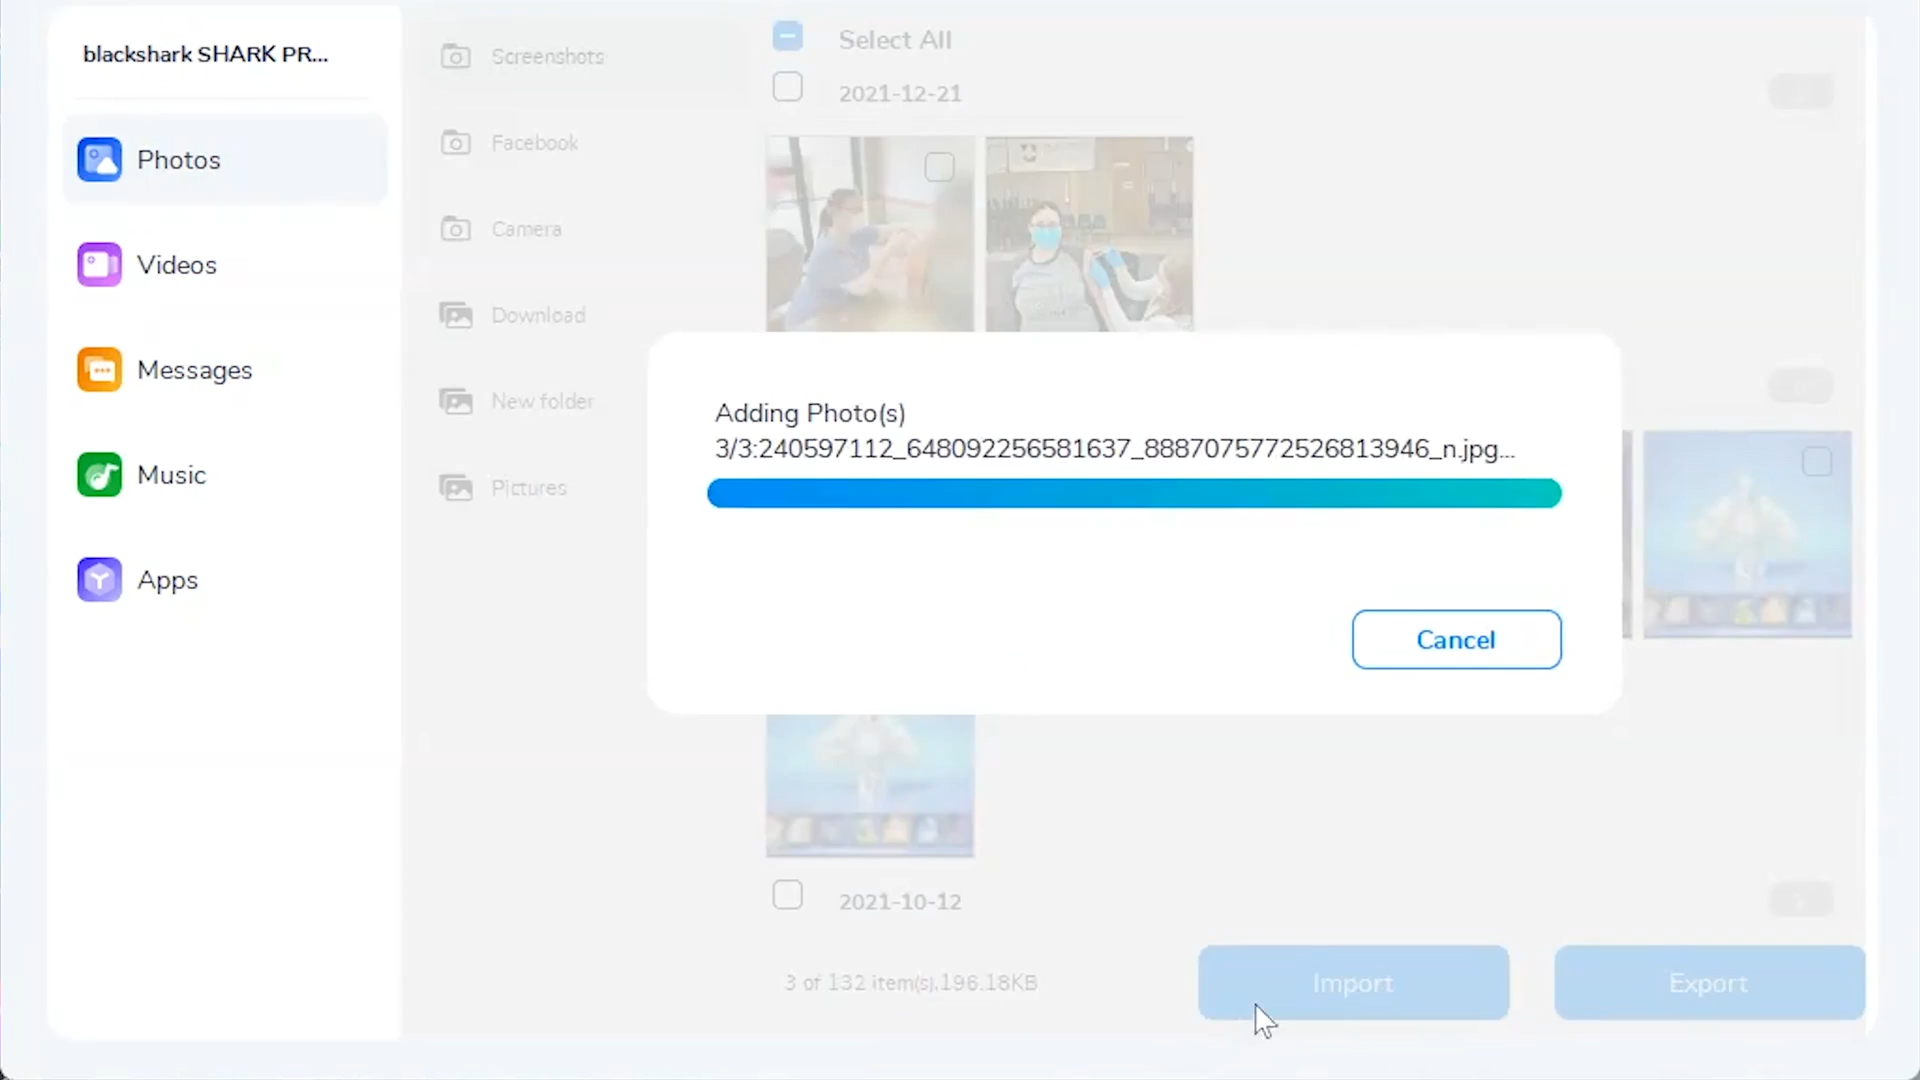 blackshark SHARK PR...
Photos
Videos
Messages
Music
Apps
Screenshots
Facebook
Camera
Download
New folder
Pictures
Select All
2021-12-21
Adding Photo(s)
3/3:240597112_648092256581637_8887075772526813946_n.jpg...
Cancel
2021-10-12
3 of 132 item(s),196.18KB
Import
Export